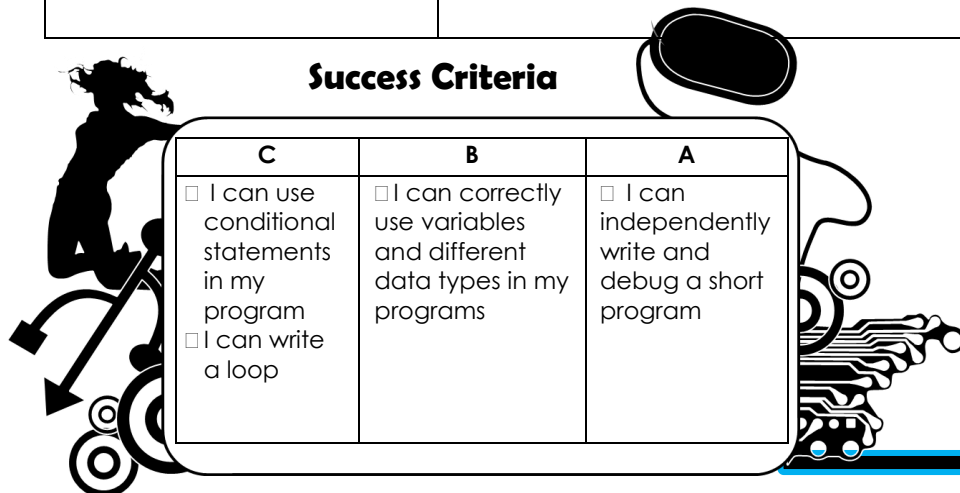 Success Criteria
C B A
□ I can use
conditional
statements
in my
program
□ I can write
a loop
□ I can correctly
use variables
and different
data types in my
programs
□ I can
independently
write and
debug a short
program